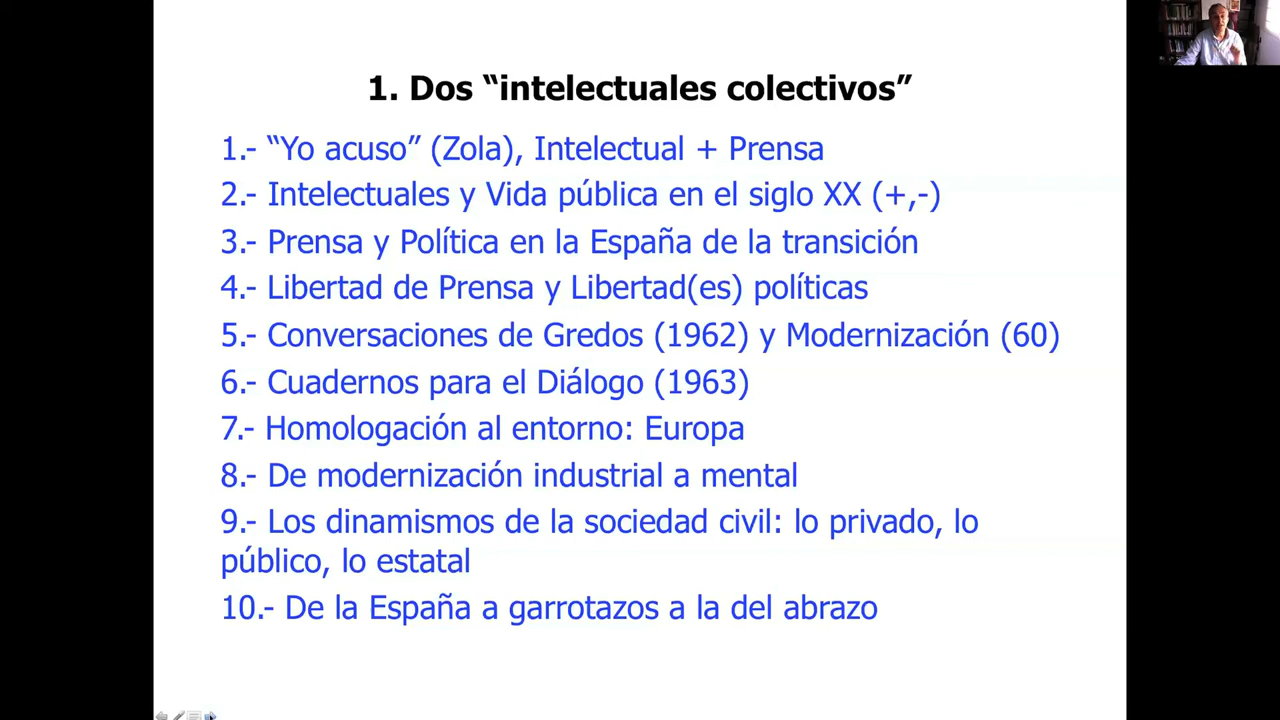 1. Dos “intelectuales colectivos”
1.- “Yo acuso” (Zola), Intelectual + Prensa
2.- Intelectuales y Vida pública en el siglo XX (+,-)
3.- Prensa y Política en la España de la transición
4.- Libertad de Prensa y Libertad(es) políticas
5.- Conversaciones de Gredos (1962) y Modernización (60)
6.- Cuadernos para el Diálogo (1963)
7.- Homologación al entorno: Europa
8.- De modernización industrial a mental
9.- Los dinamismos de la sociedad civil: lo privado, lo
público, lo estatal
10.- De la España a garrotazos a la del abrazo